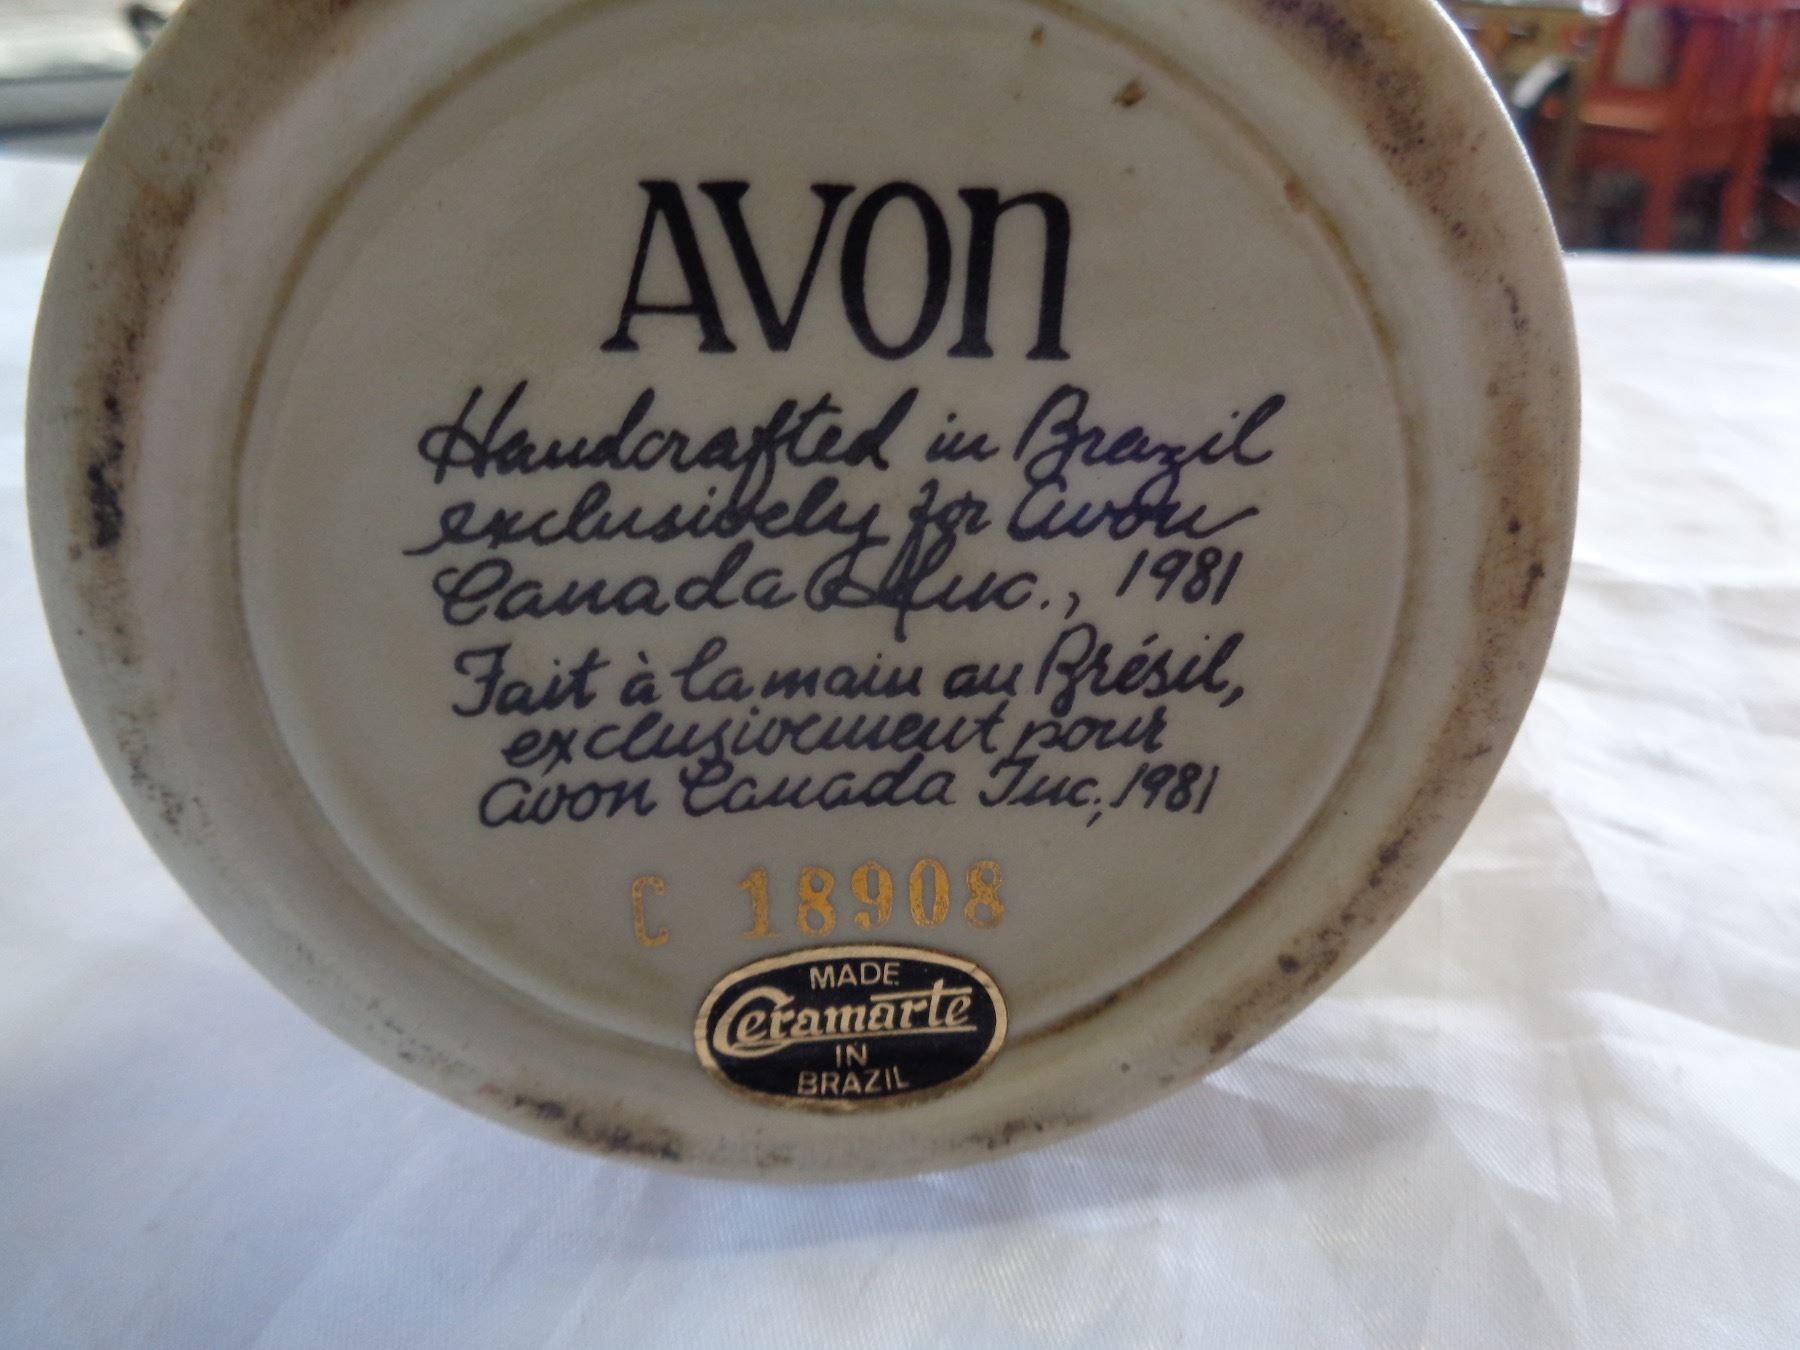 AVON
Handcrafted in Brazil
exclusively for Avon
Canada Inc., 1981
Fait à la main au Brésil,
exclusivement pour
Avon Canada Inc, 1981
C 18908
MADE
Ceramarte
IN
BRAZIL